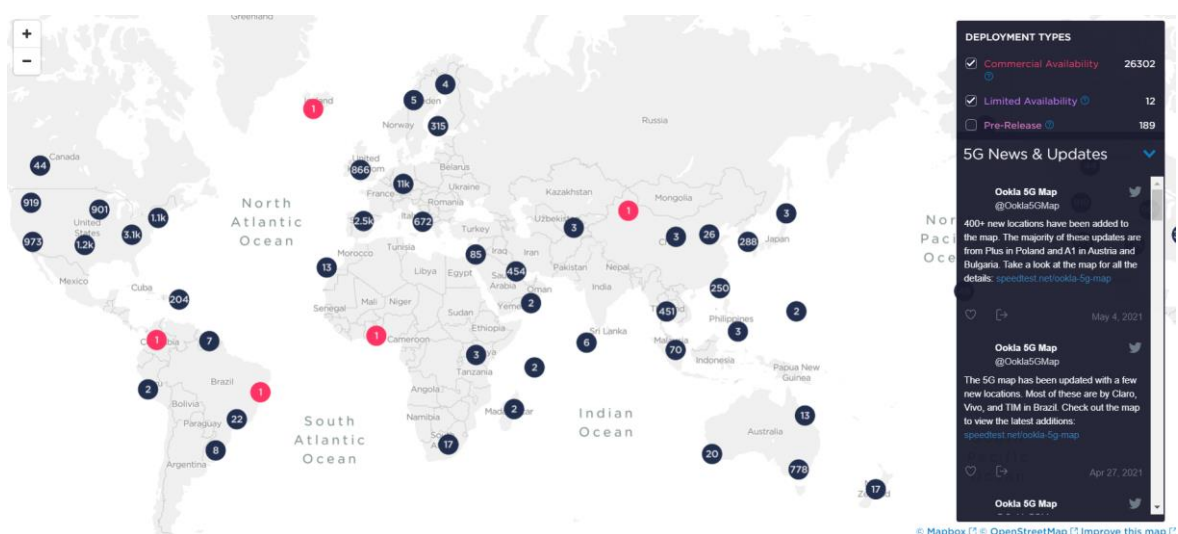 +
−
Greenland
1
4
5
315
Norway
Russia
Canada
44
United
866
11k
Belarus
Ukraine
France
Romania
Kazakhstan
Mongolia
1
919
901
1.1k
United
States
3.1k
973
1.2k
North
Atlantic
Ocean
2.5k
672
Turkey
3
3
26
288
Japan
3
Mexico
Cuba
204
Morocco
Tunisia
13
Libya
Egypt
85
Iraq
Iran
454
Arabia
Oman
2
Pakistan
Nepal
India
250
451
Philippines
3
2
Senegal
Mali
Niger
Sudan
Ethiopia
Cameroon
1
1
7
6
Sri Lanka
70
Indonesia
Papua New
Guinea
3
Tanzania
2
2
Brazil
Bolivia
1
Angola
Namibia
2
Paraguay
22
8
Argentina
South
Atlantic
Ocean
17
Indian
Ocean
Australia
13
20
778
17
DEPLOYMENT TYPES
Commercial Availability 26302
Limited Availability 12
Pre-Release 189
5G News & Updates
Ookla 5G Map
@Ookla5GMap
400+ new locations have been added to
the map. The majority of these updates are
from Plus in Poland and A1 in Austria and
Bulgaria. Take a look at the map for all the
details: speedtest.net/ookla-5g-map
May 4, 2021
Ookla 5G Map
@Ookla5GMap
The 5G map has been updated with a few
new locations. Most of these are by Claro,
Vivo, and TIM in Brazil. Check out the map
to view the latest additions:
speedtest.net/ookla-5g-map
Apr 27, 2021
Ookla 5G Map
© Mapbox © OpenStreetMap Improve this map